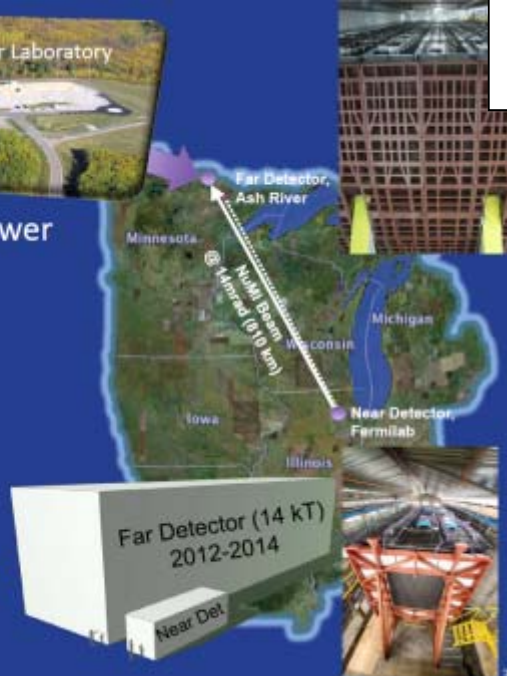 r Laboratory
wer
Far Detector,
Ash River
Minnesota
NuMI Beam
@ 14mrad (810 km)
Michigan
Wisconsin
Iowa
Near Detector,
Fermilab
Illinois
Far Detector (14 kT)
2012-2014
Near Det